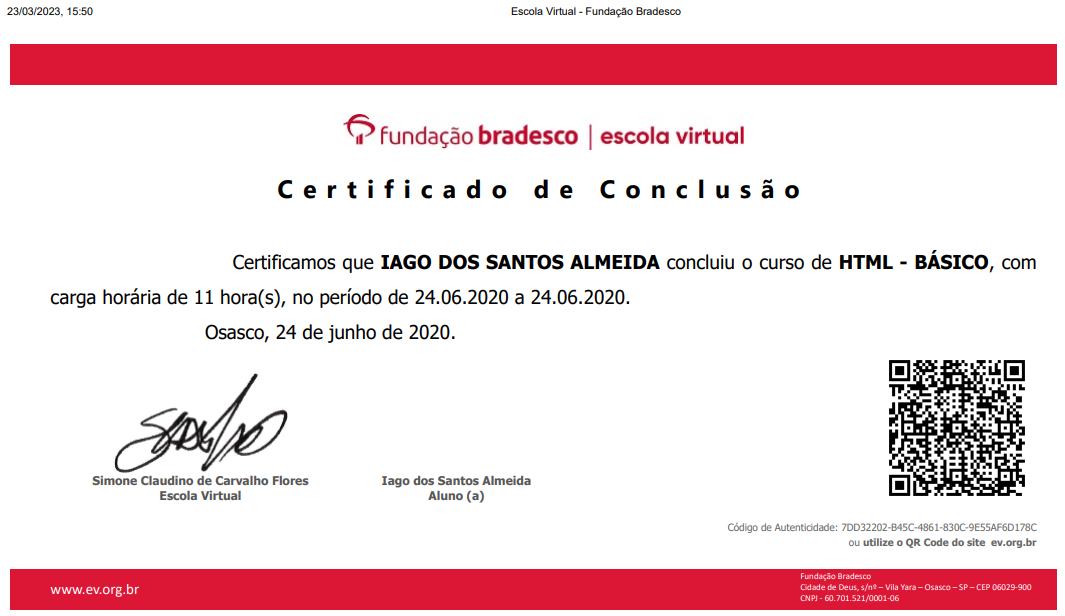 23/03/2023, 15:50 Escola Virtual - Fundação Bradesco
fundação bradesco | escola virtual
Certificado de Conclusão
Certificamos que IAGO DOS SANTOS ALMEIDA concluiu o curso de HTML - BÁSICO, com
carga horária de 11 hora(s), no período de 24.06.2020 a 24.06.2020.
Osasco, 24 de junho de 2020.
Simone Claudino de Carvalho Flores
Escola Virtual
Iago dos Santos Almeida
Aluno (a)
Código de Autenticidade: 7DD32202-B45C-4861-830C-9E55AF6D178C
ou utilize o QR Code do site ev.org.br
www.ev.org.br
Fundação Bradesco
Cidade de Deus, s/nº – Vila Yara – Osasco – SP – CEP 06029-900
CNPJ - 60.701.521/0001-06